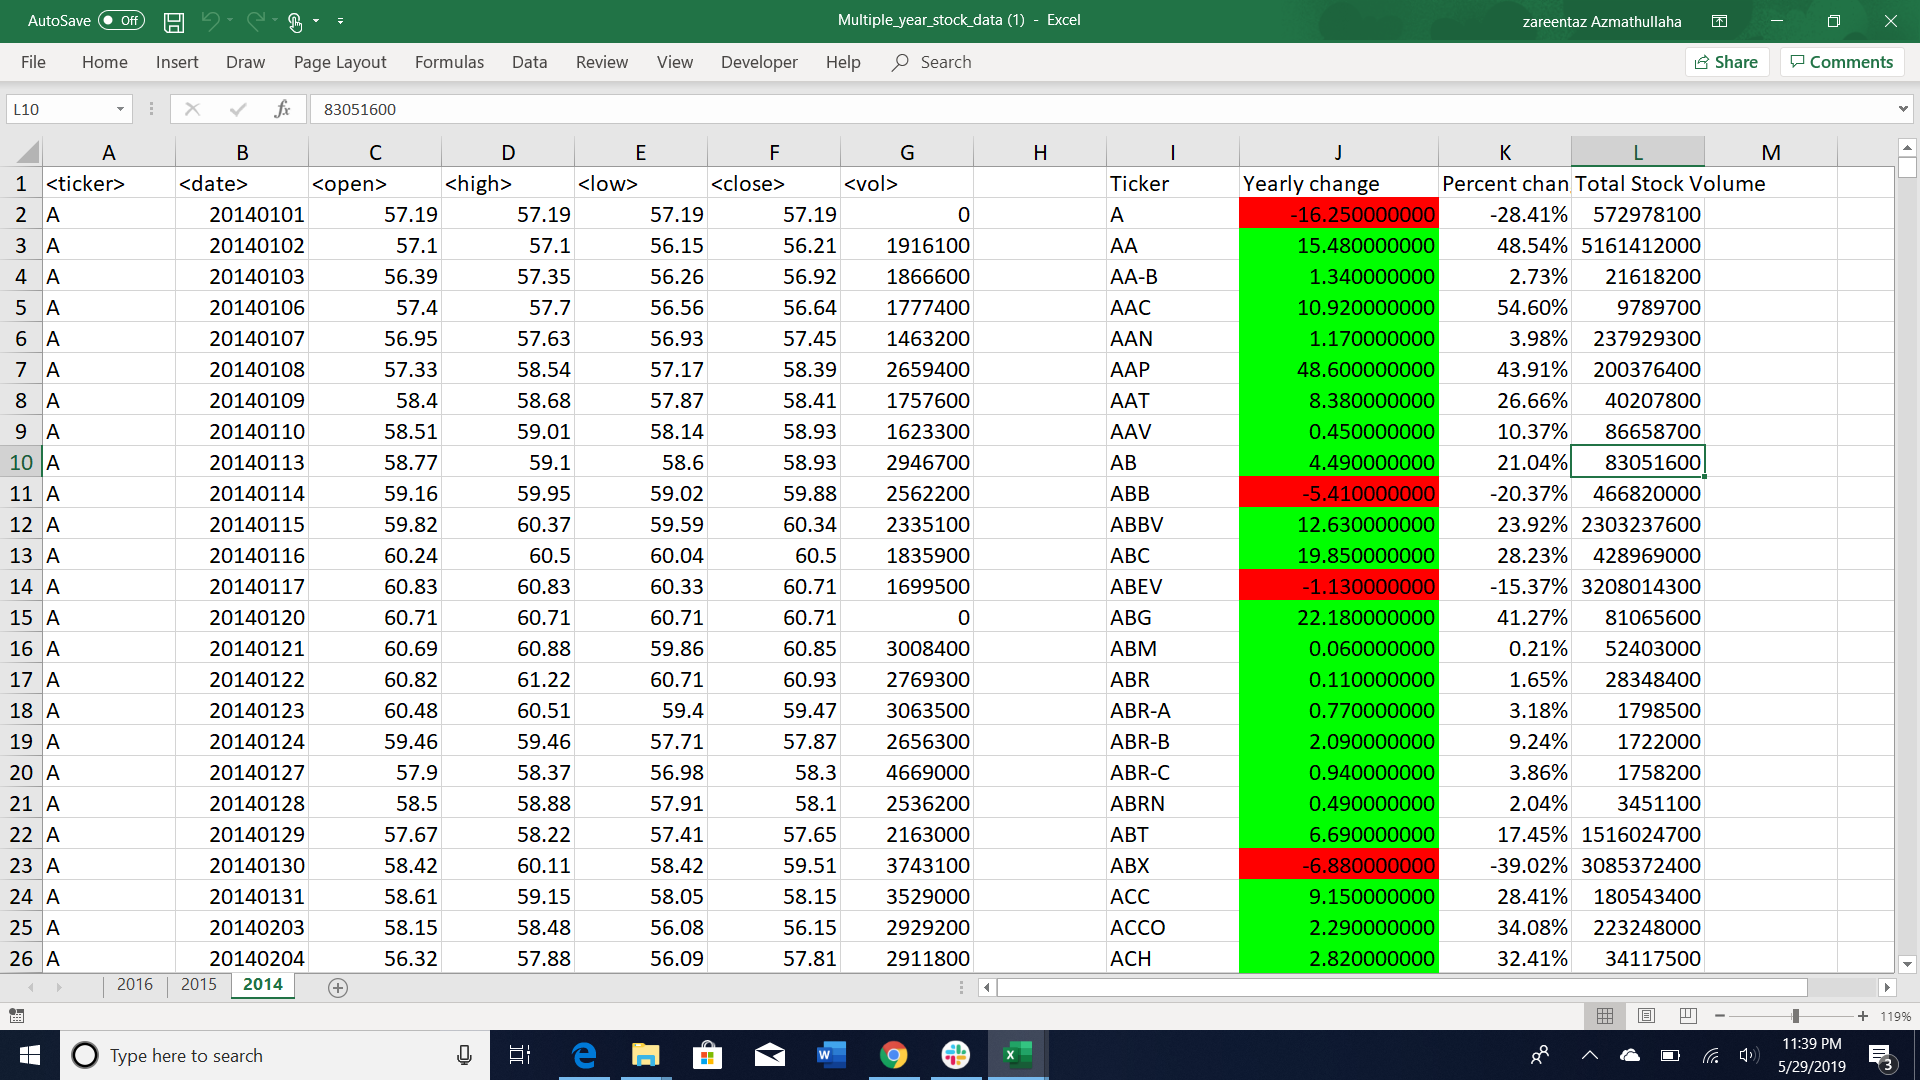 AutoSave Off Multiple_year_stock_data (1) - Excel zareentaz Azmathullaha
File Home Insert Draw Page Layout Formulas Data Review View Developer Help Search Share Comments
L10 fx 83051600
A B C D E F G H I J K L M
1 <ticker> <date> <open> <high> <low> <close> <vol> Ticker Yearly change Percent chan Total Stock Volume
2 A 20140101 57.19 57.19 57.19 57.19 0 A -16.250000000 -28.41% 572978100
3 A 20140102 57.1 57.1 56.15 56.21 1916100 AA 15.480000000 48.54% 5161412000
4 A 20140103 56.39 57.35 56.26 56.92 1866600 AA-B 1.340000000 2.73% 21618200
5 A 20140106 57.4 57.7 56.56 56.64 1777400 AAC 10.920000000 54.60% 9789700
6 A 20140107 56.95 57.63 56.93 57.45 1463200 AAN 1.170000000 3.98% 237929300
7 A 20140108 57.33 58.54 57.17 58.39 2659400 AAP 48.600000000 43.91% 200376400
8 A 20140109 58.4 58.68 57.87 58.41 1757600 AAT 8.380000000 26.66% 40207800
9 A 20140110 58.51 59.01 58.14 58.93 1623300 AAV 0.450000000 10.37% 86658700
10 A 20140113 58.77 59.1 58.6 58.93 2946700 AB 4.490000000 21.04% 83051600
11 A 20140114 59.16 59.95 59.02 59.88 2562200 ABB -5.410000000 -20.37% 466820000
12 A 20140115 59.82 60.37 59.59 60.34 2335100 ABBV 12.630000000 23.92% 2303237600
13 A 20140116 60.24 60.5 60.04 60.5 1835900 ABC 19.850000000 28.23% 428969000
14 A 20140117 60.83 60.83 60.33 60.71 1699500 ABEV -1.130000000 -15.37% 3208014300
15 A 20140120 60.71 60.71 60.71 60.71 0 ABG 22.180000000 41.27% 81065600
16 A 20140121 60.69 60.88 59.86 60.85 3008400 ABM 0.060000000 0.21% 52403000
17 A 20140122 60.82 61.22 60.71 60.93 2769300 ABR 0.110000000 1.65% 28348400
18 A 20140123 60.48 60.51 59.4 59.47 3063500 ABR-A 0.770000000 3.18% 1798500
19 A 20140124 59.46 59.46 57.71 57.87 2656300 ABR-B 2.090000000 9.24% 1722000
20 A 20140127 57.9 58.37 56.98 58.3 4669000 ABR-C 0.940000000 3.86% 1758200
21 A 20140128 58.5 58.88 57.91 58.1 2536200 ABRN 0.490000000 2.04% 3451100
22 A 20140129 57.67 58.22 57.41 57.65 2163000 ABT 6.690000000 17.45% 1516024700
23 A 20140130 58.42 60.11 58.42 59.51 3743100 ABX -6.880000000 -39.02% 3085372400
24 A 20140131 58.61 59.15 58.05 58.15 3529000 ACC 9.150000000 28.41% 180543400
25 A 20140203 58.15 58.48 56.08 56.15 2929200 ACCO 2.290000000 34.08% 223248000
26 A 20140204 56.32 57.88 56.09 57.81 2911800 ACH 2.820000000 32.41% 34117500
2016 2015 2014
119%
Type here to search 11:39 PM
5/29/2019 3